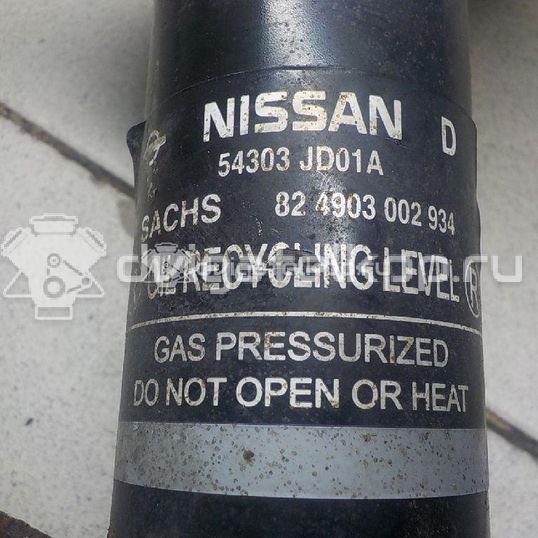 NISSAN D
54303 JD01A
SACHS 82 4903 002 934
OIL RECYCLING LEVEL R
GAS PRESSURIZED
DO NOT OPEN OR HEAT